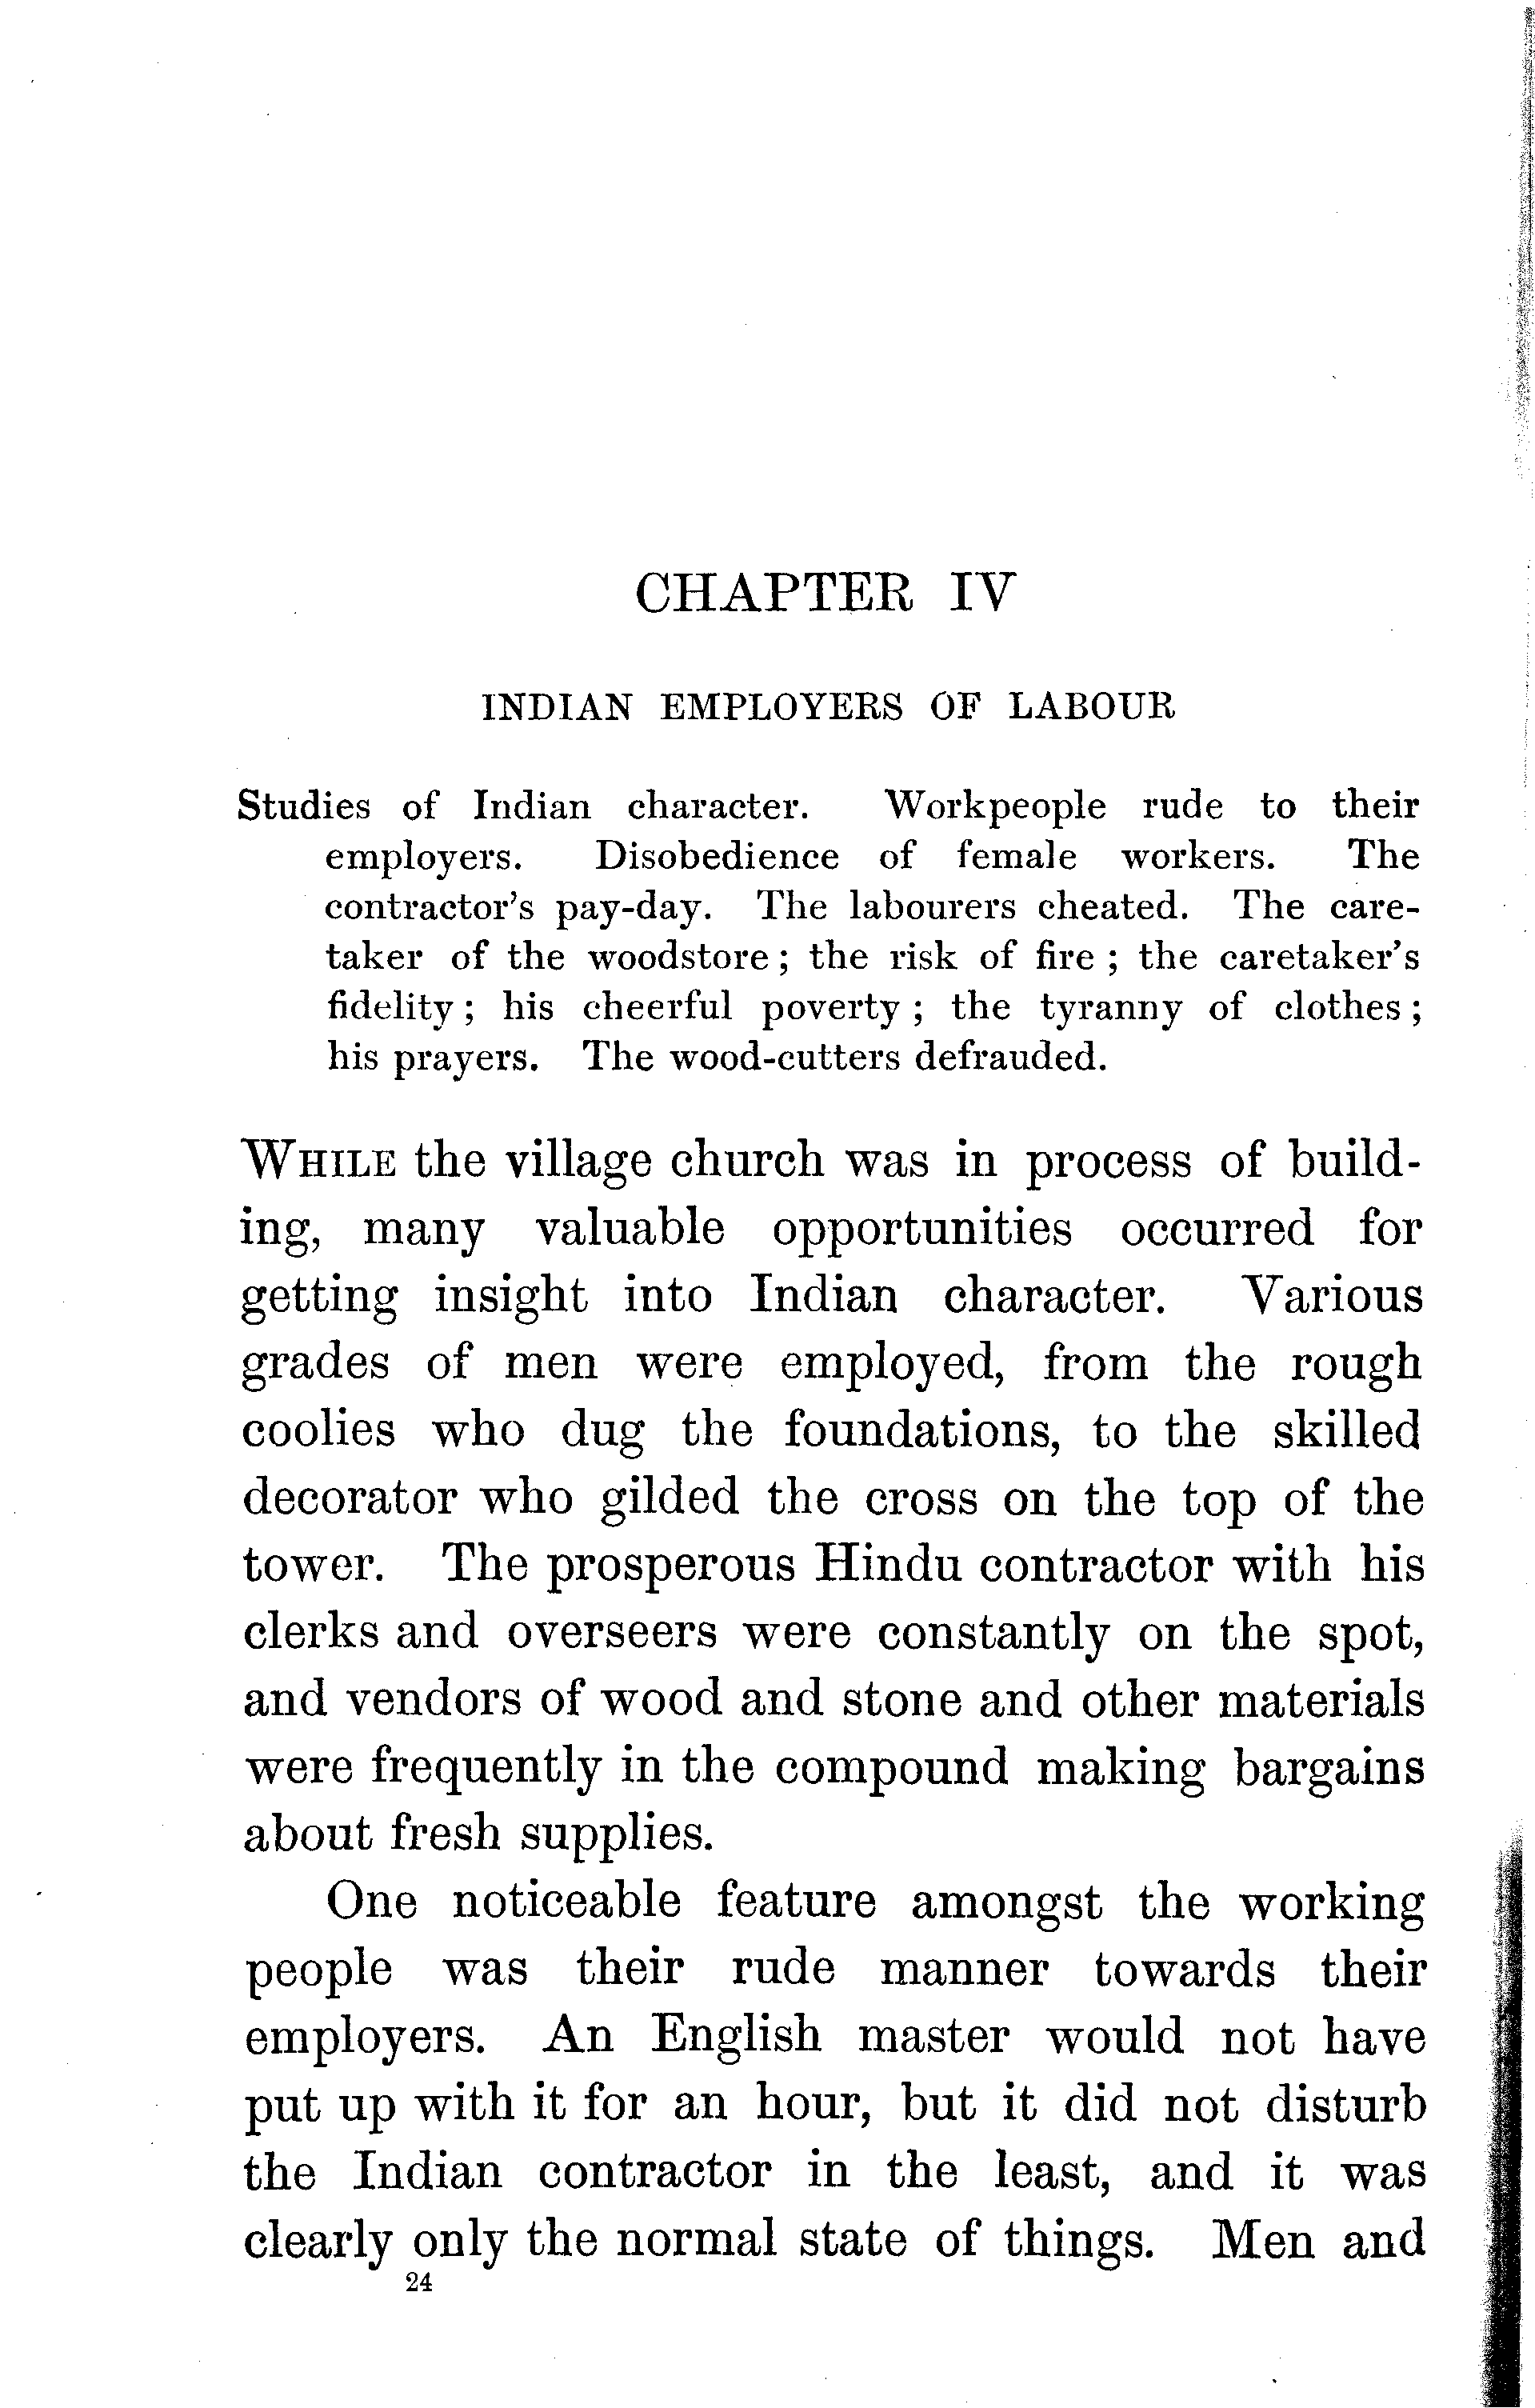 CHAPTER IV
INDIAN EMPLOYERS OF LABOUR
Studies of Indian character. Workpeople rude to their
employers. Disobedience of female workers. The
contractor's pay-day. The labourers cheated. The care-
taker of the woodstore; the risk of fire; the caretaker's
fidelity; his cheerful poverty; the tyranny of clothes;
his prayers. The wood-cutters defrauded.
WHILE the village church was in process of build-
ing, many valuable opportunities occurred for
getting insight into Indian character. Various
grades of men were employed, from the rough
coolies who dug the foundations, to the skilled
decorator who gilded the cross on the top of the
tower. The prosperous Hindu contractor with his
clerks and overseers were constantly on the spot,
and vendors of wood and stone and other materials
were frequently in the compound making bargains
about fresh supplies.
One noticeable feature amongst the working
people was their rude manner towards their
employers. An English master would not have
put up with it for an hour, but it did not disturb
the Indian contractor in the least, and it was
clearly only the normal state of things. Men and
24